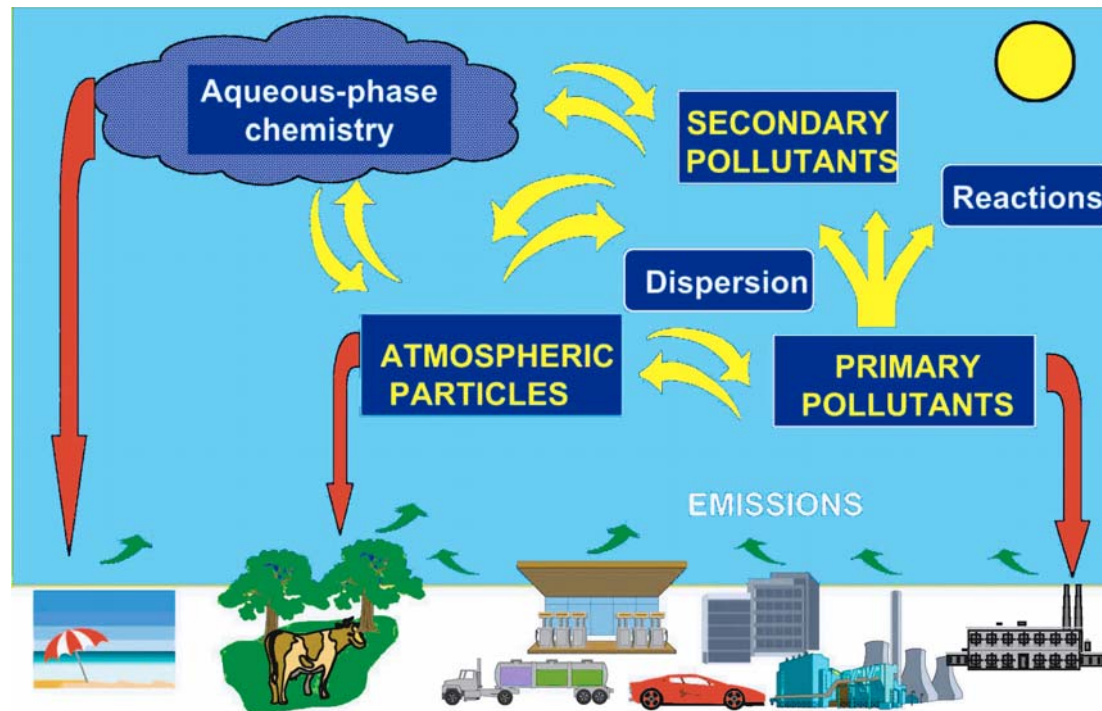 Aqueous-phase
chemistry
SECONDARY
POLLUTANTS
Reactions
Dispersion
ATMOSPHERIC
PARTICLES
PRIMARY
POLLUTANTS
EMISSIONS